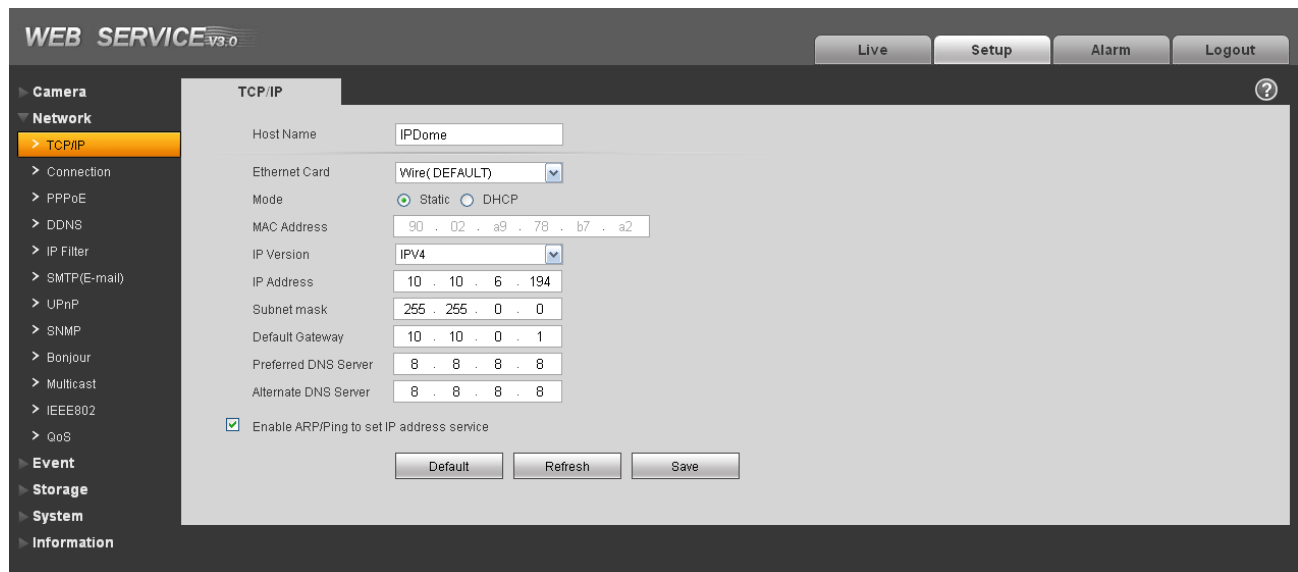 WEB SERVICE V3.0
Live Setup Alarm Logout
Camera
Network
TCP/IP
Connection
PPPoE
DDNS
IP Filter
SMTP(E-mail)
UPnP
SNMP
Bonjour
Multicast
IEEE802
QoS
Event
Storage
System
Information
TCP/IP
?
Host Name IPDome
Ethernet Card Wire(DEFAULT)
Mode Static DHCP
MAC Address 90 . 02 . a9 . 78 . b7 . a2
IP Version IPV4
IP Address 10 . 10 . 6 . 194
Subnet mask 255 . 255 . 0 . 0
Default Gateway 10 . 10 . 0 . 1
Preferred DNS Server 8 . 8 . 8 . 8
Alternate DNS Server 8 . 8 . 8 . 8
Enable ARP/Ping to set IP address service
Default Refresh Save